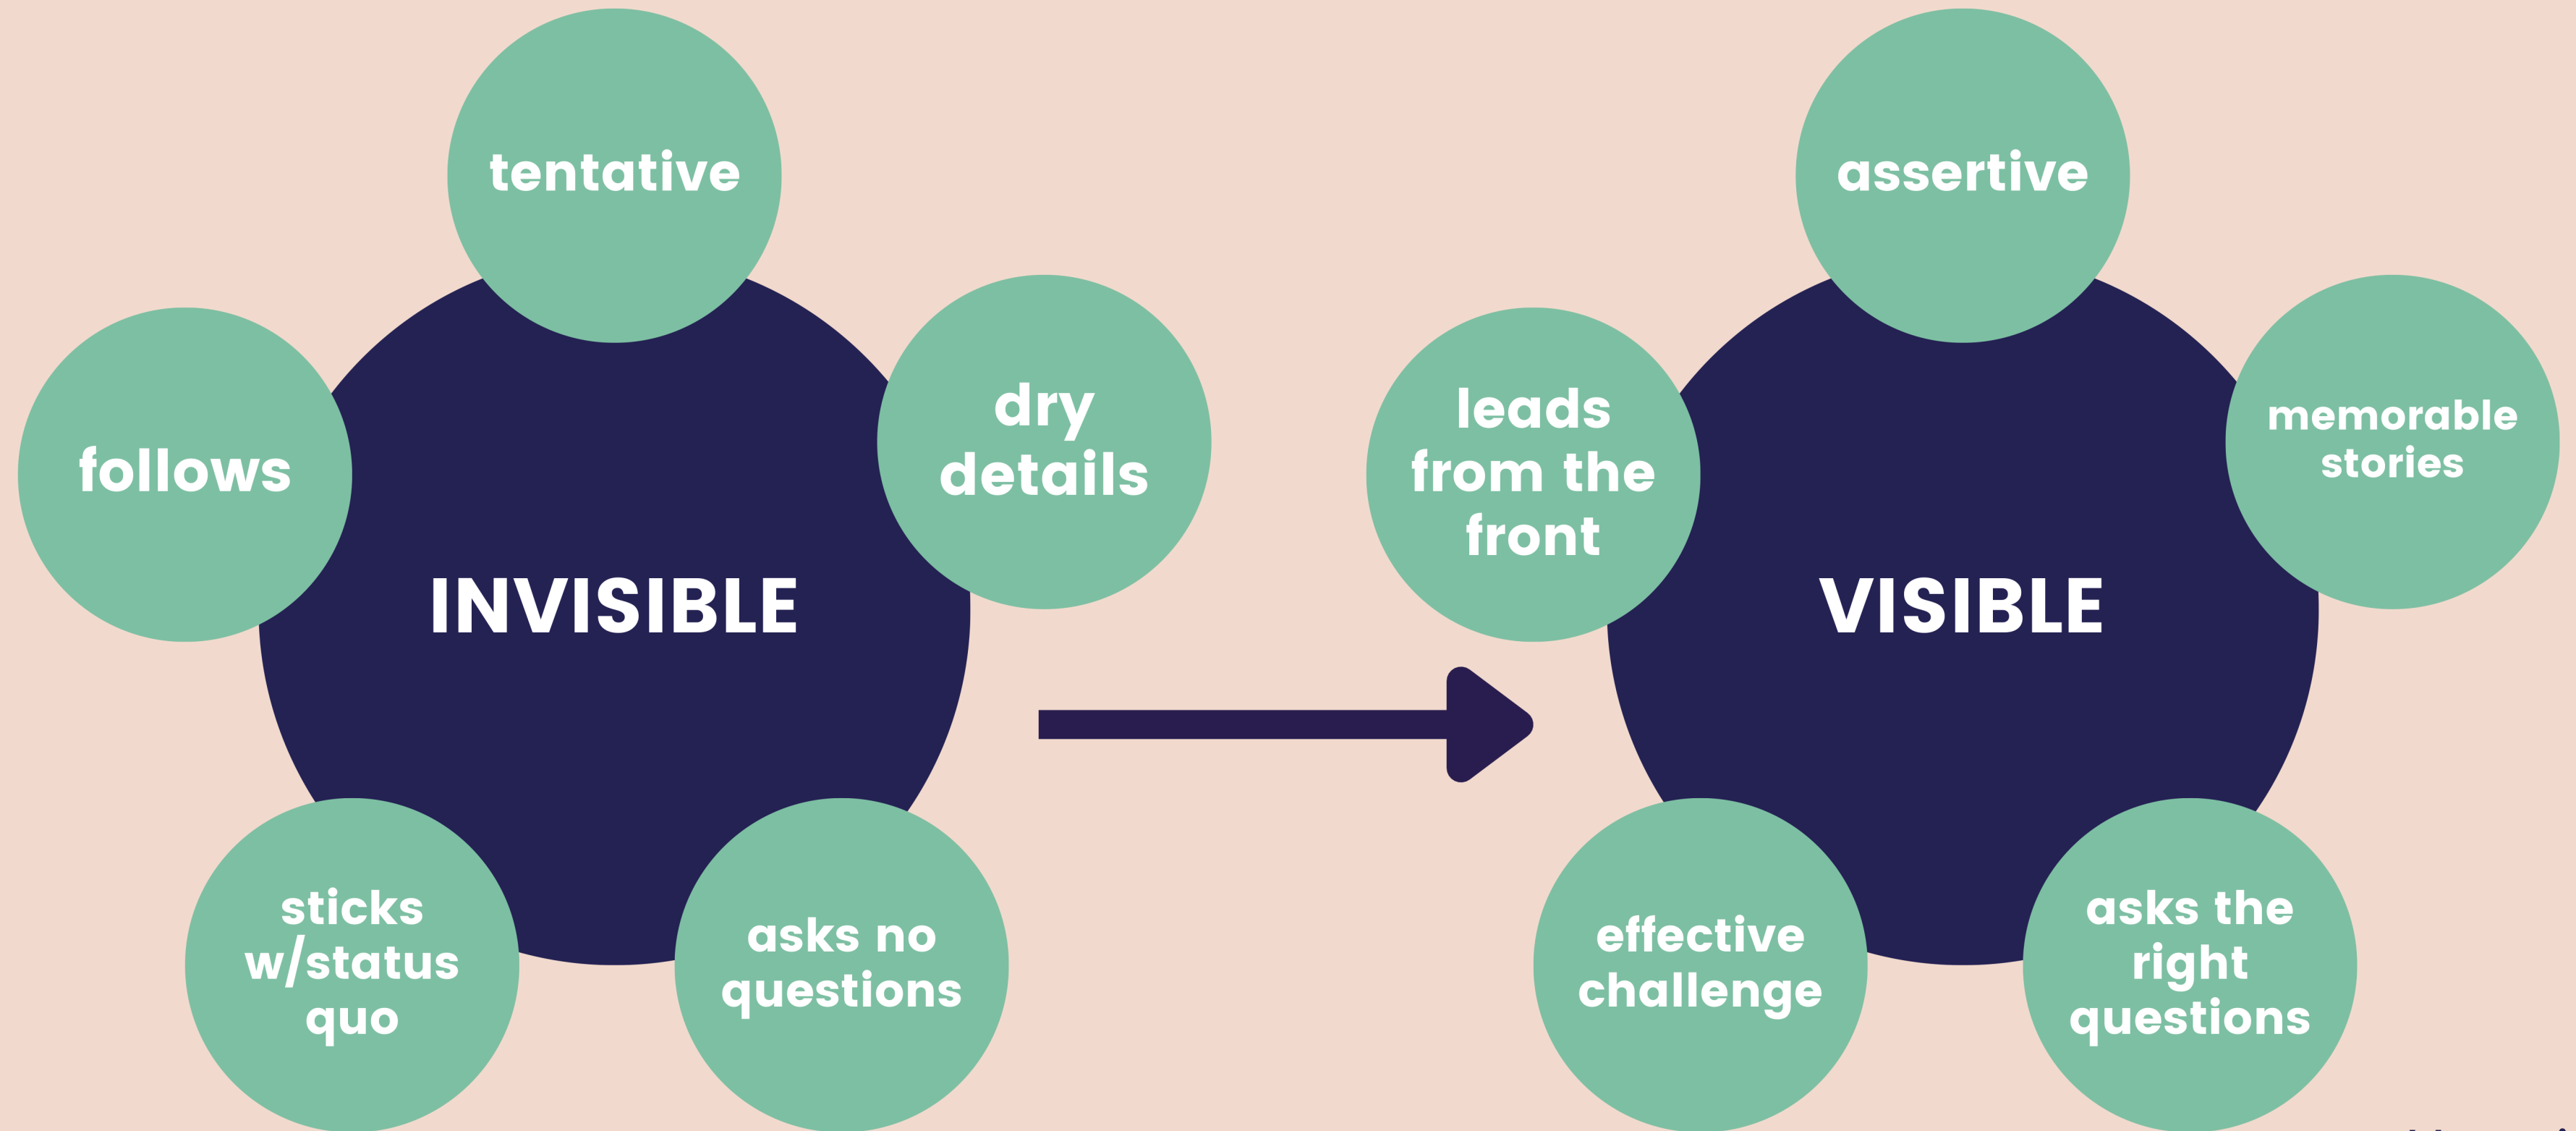 tentative
follows
dry
details
INVISIBLE
sticks
w/status
quo
asks no
questions
assertive
leads
from the
front
memorable
stories
VISIBLE
effective
challenge
asks the
right
questions